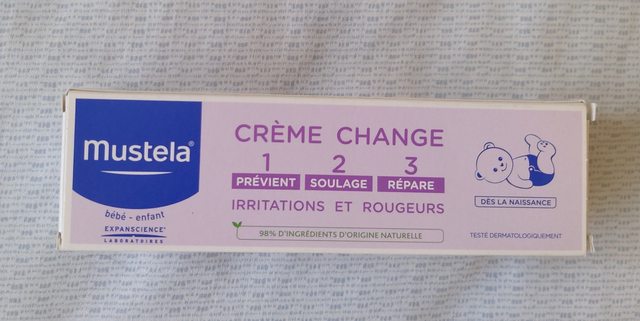 mustela®
bébé - enfant
EXPANSCIENCE®
LABORATOIRES
CRÈME CHANGE
1 2 3
PRÉVIENT SOULAGE RÉPARE
IRRITATIONS ET ROUGEURS
98% D'INGRÉDIENTS D'ORIGINE NATURELLE
DÈS LA NAISSANCE
TESTÉ DERMATOLOGIQUEMENT